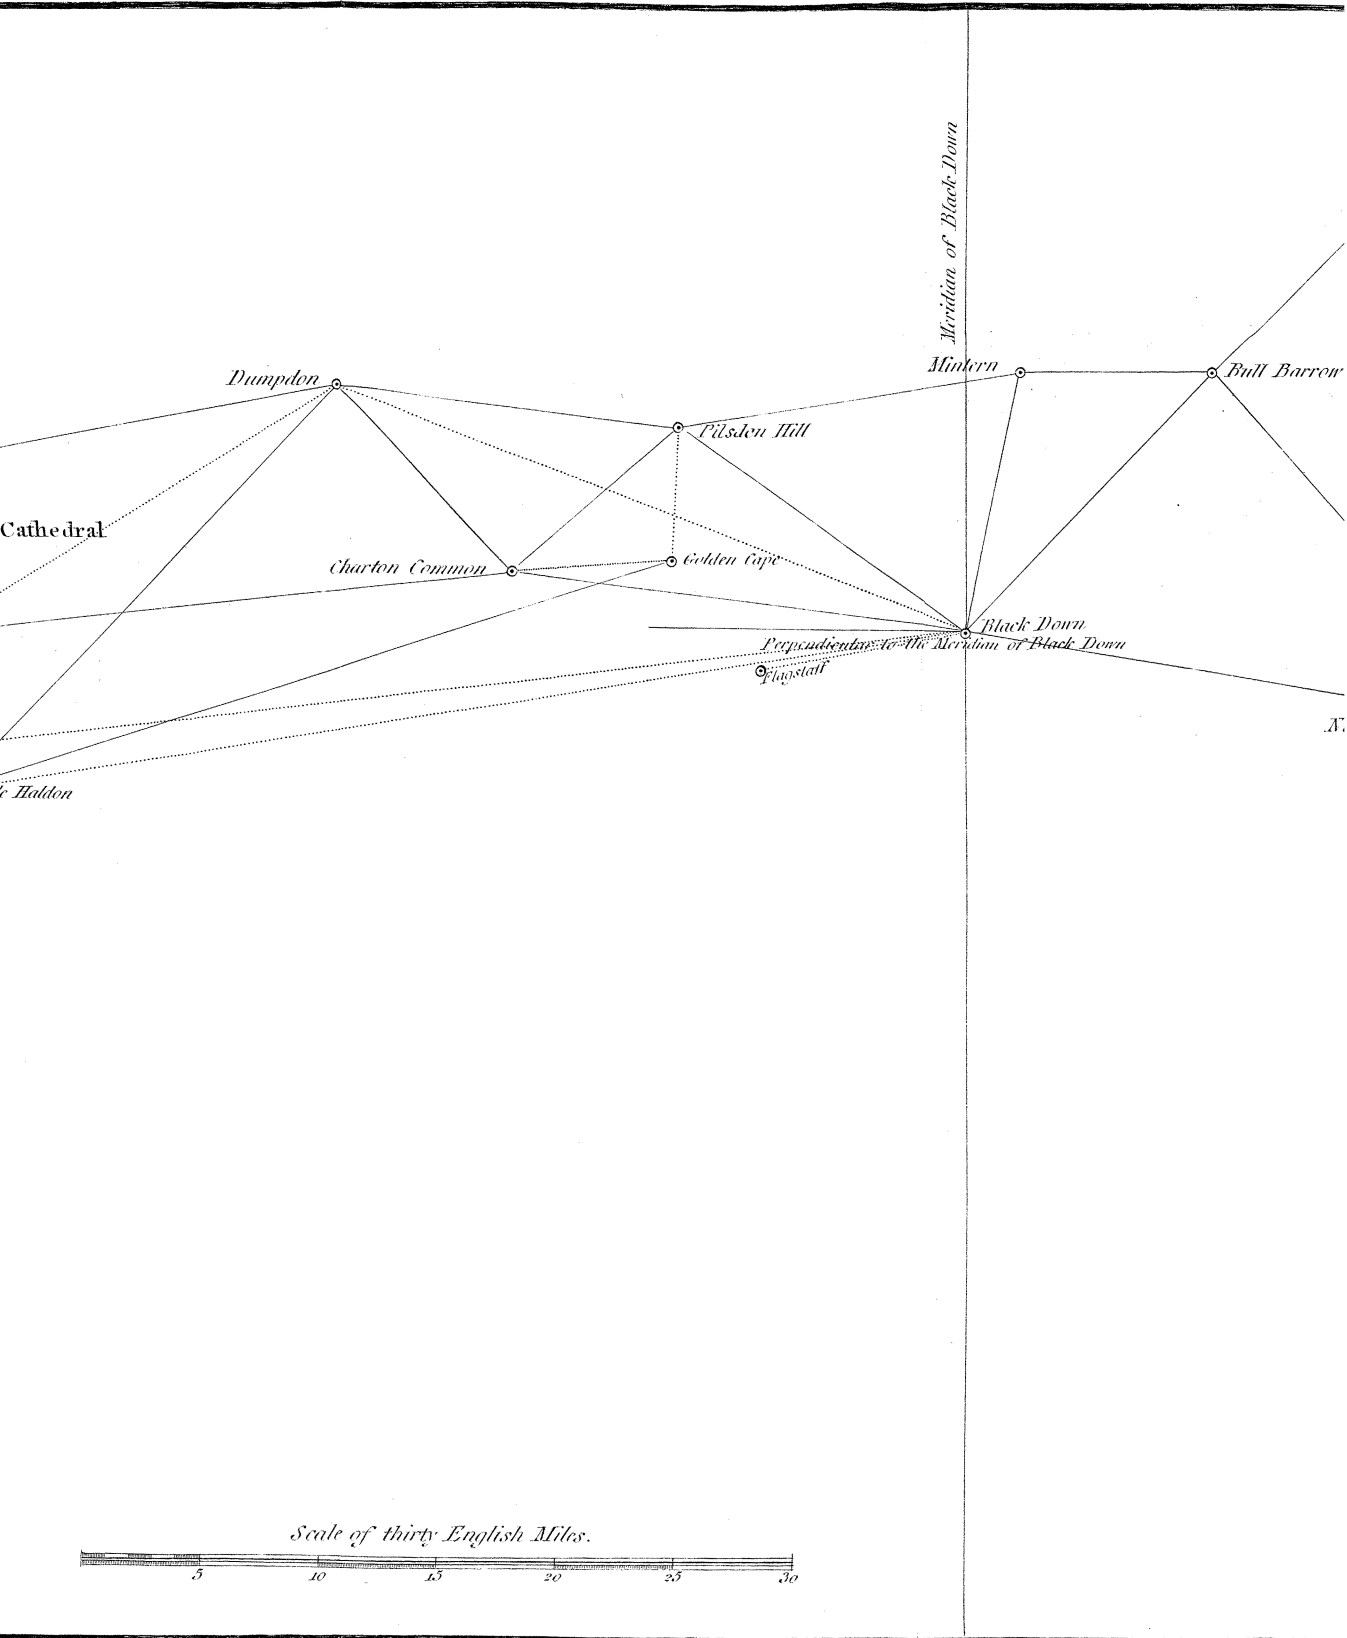 Meridian of Black Down
Mintern
Bull Barrow
Dumpdon
Pilsdon Hill
Cathedral
Charton Common
Golden Cape
Black Down
Perpendicular to the Meridian of Black Down
Flagstaff
Haldon
Scale of thirty English Miles.
5 10 15 20 25 30